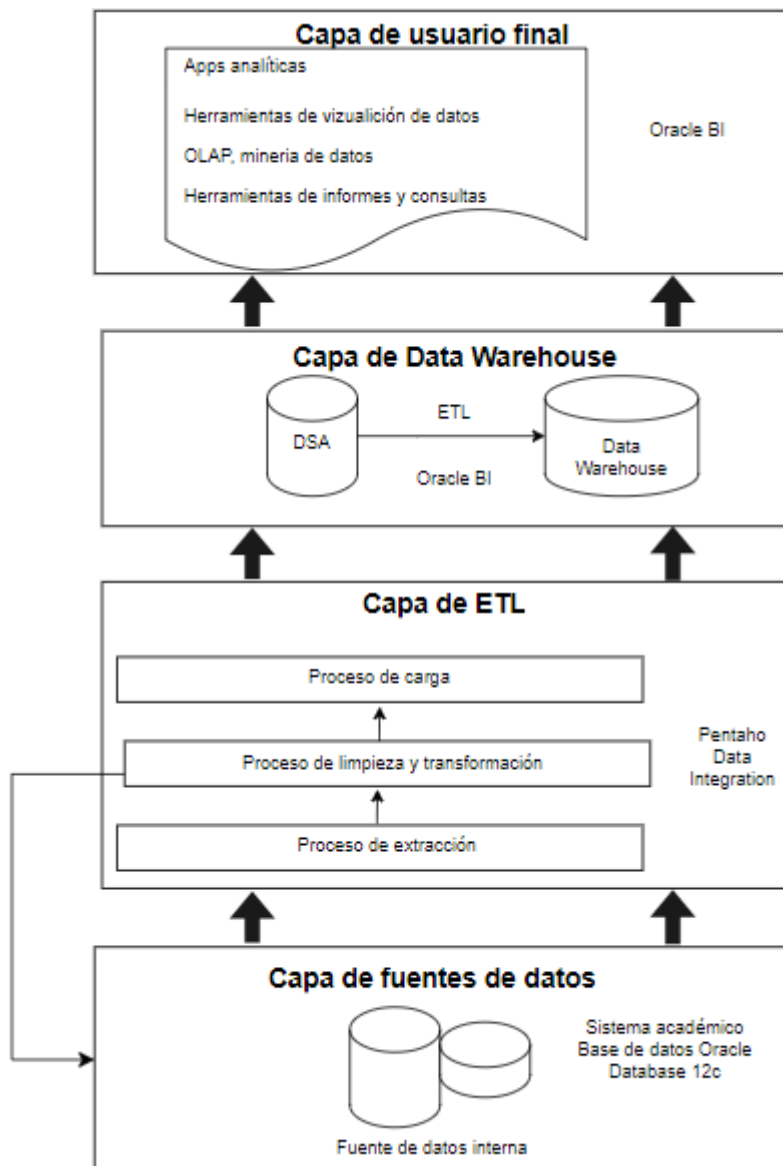 Capa de usuario final
Apps analíticas
Herramientas de vizualición de datos
OLAP, mineria de datos
Herramientas de informes y consultas
Oracle BI
Capa de Data Warehouse
DSA
ETL
Oracle BI
Data
Warehouse
Capa de ETL
Proceso de carga
Proceso de limpieza y transformación
Proceso de extracción
Pentaho
Data
Integration
Capa de fuentes de datos
Sistema académico
Base de datos Oracle
Database 12c
Fuente de datos interna